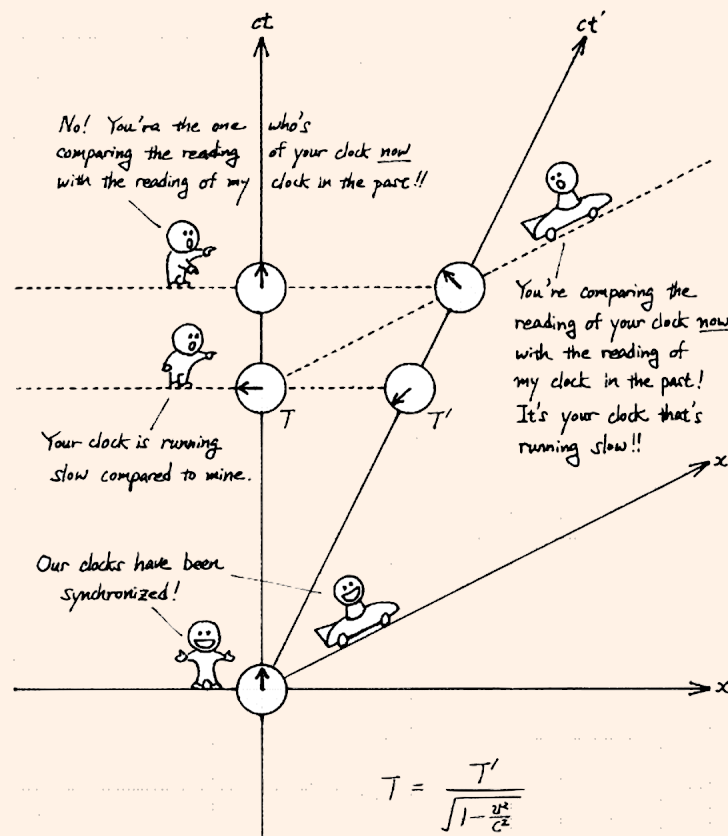 ct
ct′
No! You'ra the one who's
comparing the reading of your clock now
with the reading of my clock in the past!!
You're comparing the
reading of your clock now
with the reading of
my clock in the past!
It's your clock that's
running slow!!
T
T′
Your clock is running
slow compared to mine.
x
Our clocks have been
synchronized!
x
T = T′ / √(1 − v²/c²)